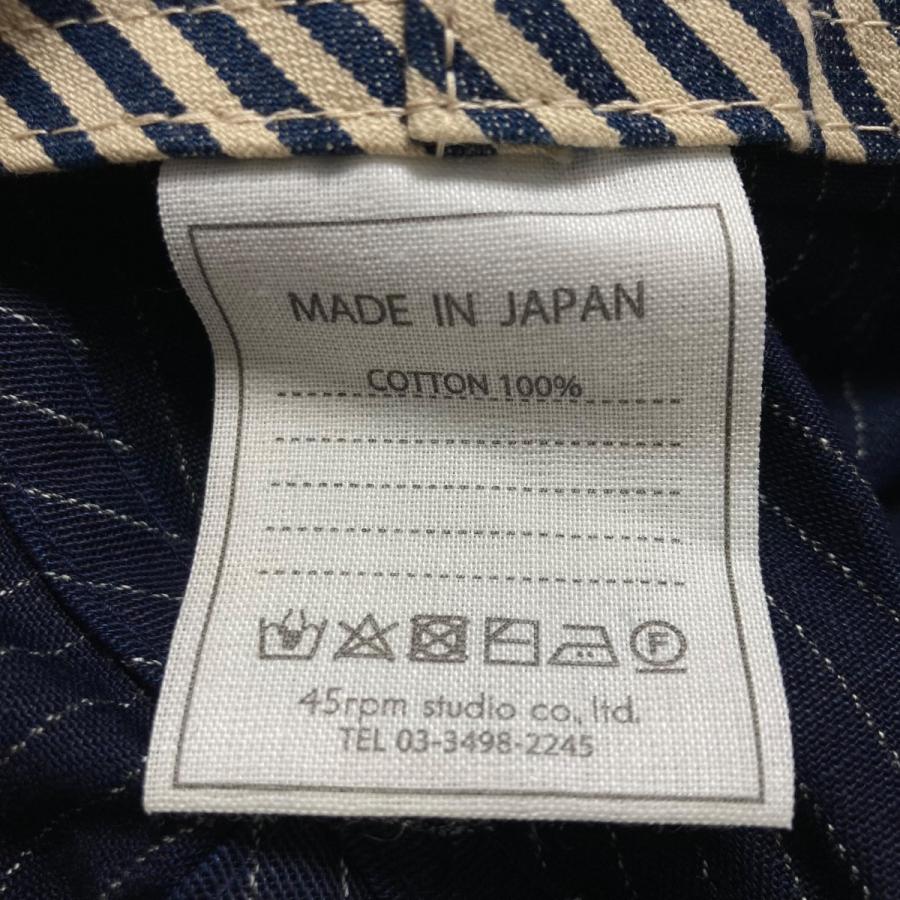 MADE IN JAPAN
COTTON 100%
F
45rpm studio co., ltd.
TEL 03-3498-2245